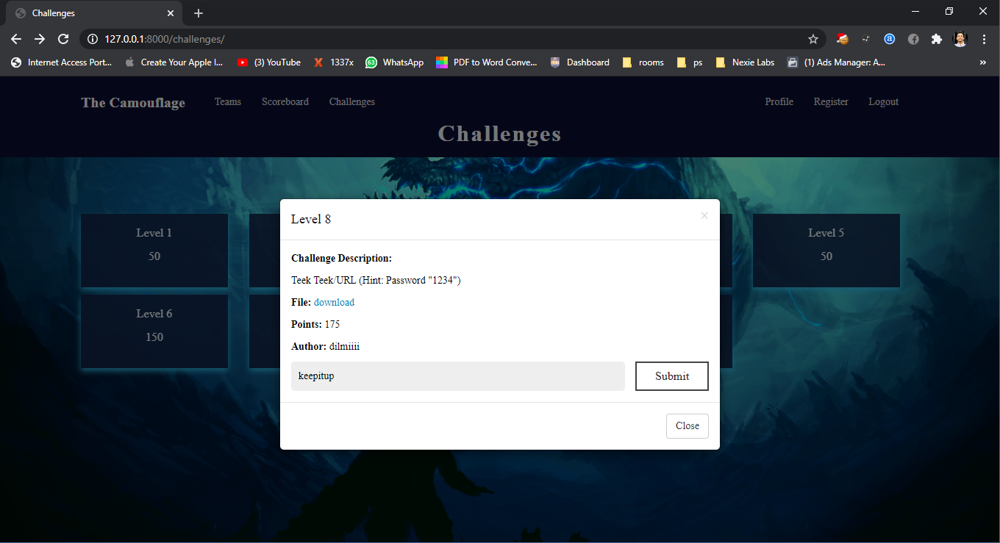 Challenges
127.0.0.1:8000/challenges/
Internet Access Port... Create Your Apple I... (3) YouTube 1337x 63 WhatsApp PDF to Word Conve... Dashboard rooms ps Nexie Labs (1) Ads Manager: A... »
The Camouflage Teams Scoreboard Challenges Profile Register Logout
Challenges
Level 1
50
Level 5
50
Level 6
150
Level 8 ×
Challenge Description:
Teek Teek/URL (Hint: Password "1234")
File: download
Points: 175
Author: dilmiiii
keepitup Submit
Close